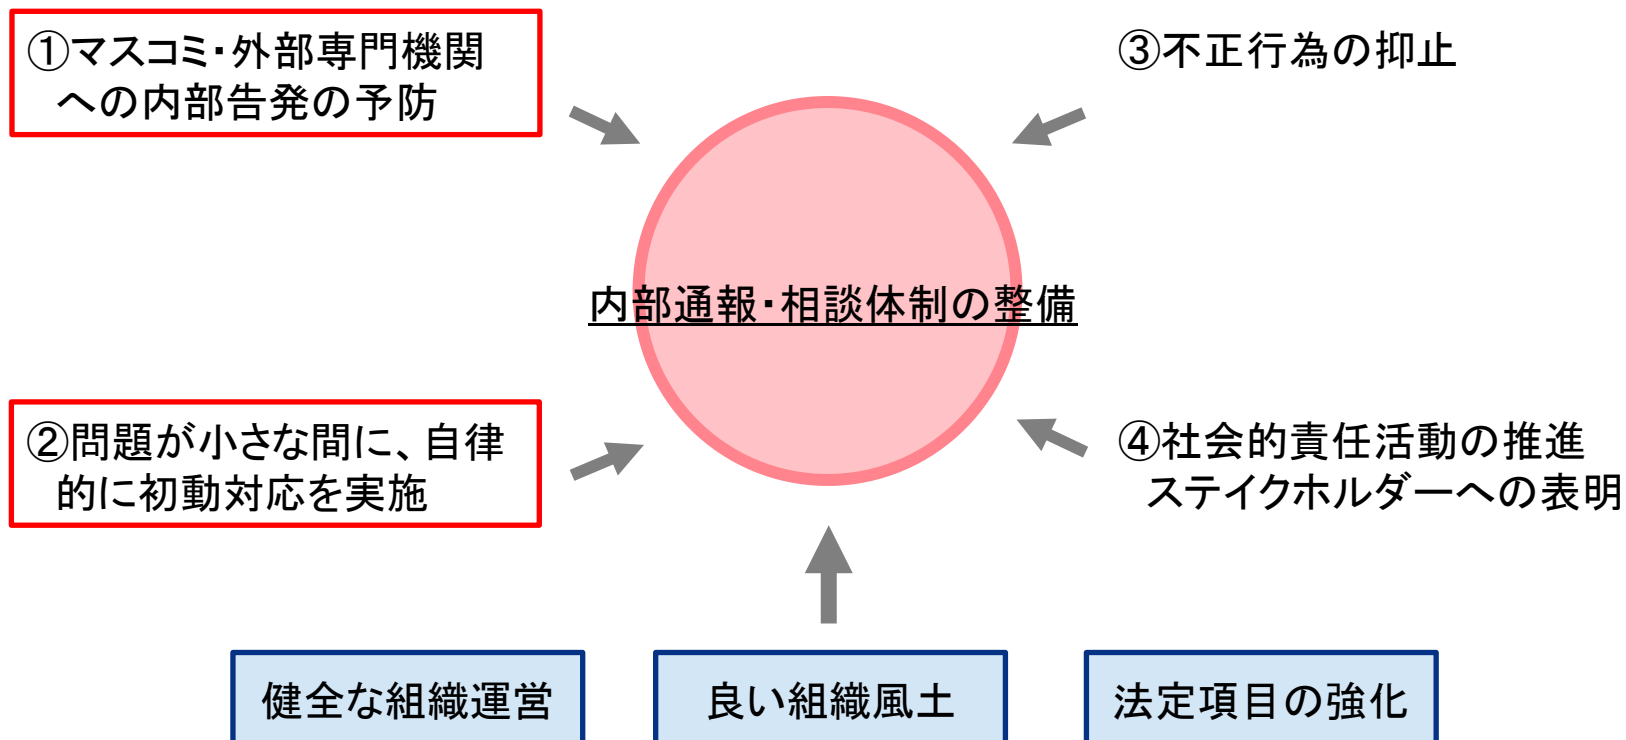 ①マスコミ・外部専門機関
への内部告発の予防
③不正行為の抑止
内部通報・相談体制の整備
②問題が小さな間に、自律
的に初動対応を実施
④社会的責任活動の推進
ステイクホルダーへの表明
健全な組織運営
良い組織風土
法定項目の強化